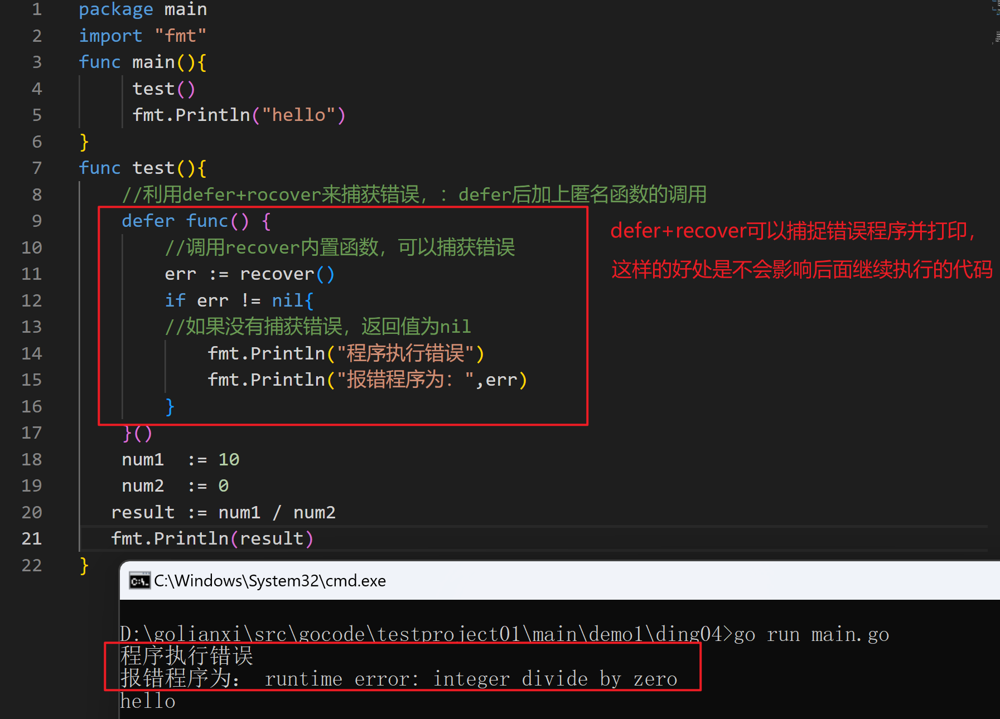 1 package main
2 import "fmt"
3 func main(){
4 test()
5 fmt.Println("hello")
6 }
7 func test(){
8 //利用defer+rocover来捕获错误，：defer后加上匿名函数的调用
9 defer func() {
10 //调用recover内置函数，可以捕获错误
11 err := recover()
12 if err != nil{
13 //如果没有捕获错误，返回值为nil
14 fmt.Println("程序执行错误")
15 fmt.Println("报错程序为：",err)
16 }
17 }()
18 num1  := 10
19 num2  := 0
20 result := num1 / num2
21 fmt.Println(result)
22 }
defer+recover可以捕捉错误程序并打印，
这样的好处是不会影响后面继续执行的代码
C:\Windows\System32\cmd.exe
D:\golianxi\src\gocode\testproject01\main\demo1\ding04>go run main.go
程序执行错误
报错程序为： runtime error: integer divide by zero
hello